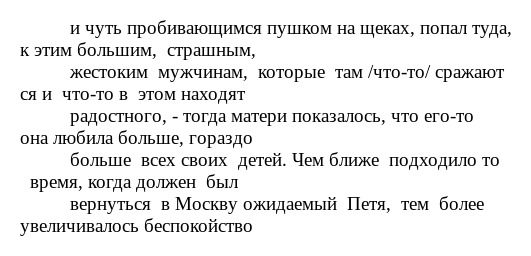 и чуть пробивающимся пушком на щеках, попал туда,
к этим большим, страшным,
жестоким мужчинам, которые там /что-то/ сражают
ся и что-то в этом находят
радостного, - тогда матери показалось, что его-то
она любила больше, гораздо
больше всех своих детей. Чем ближе подходило то
время, когда должен был
вернуться в Москву ожидаемый Петя, тем более
увеличивалось беспокойство